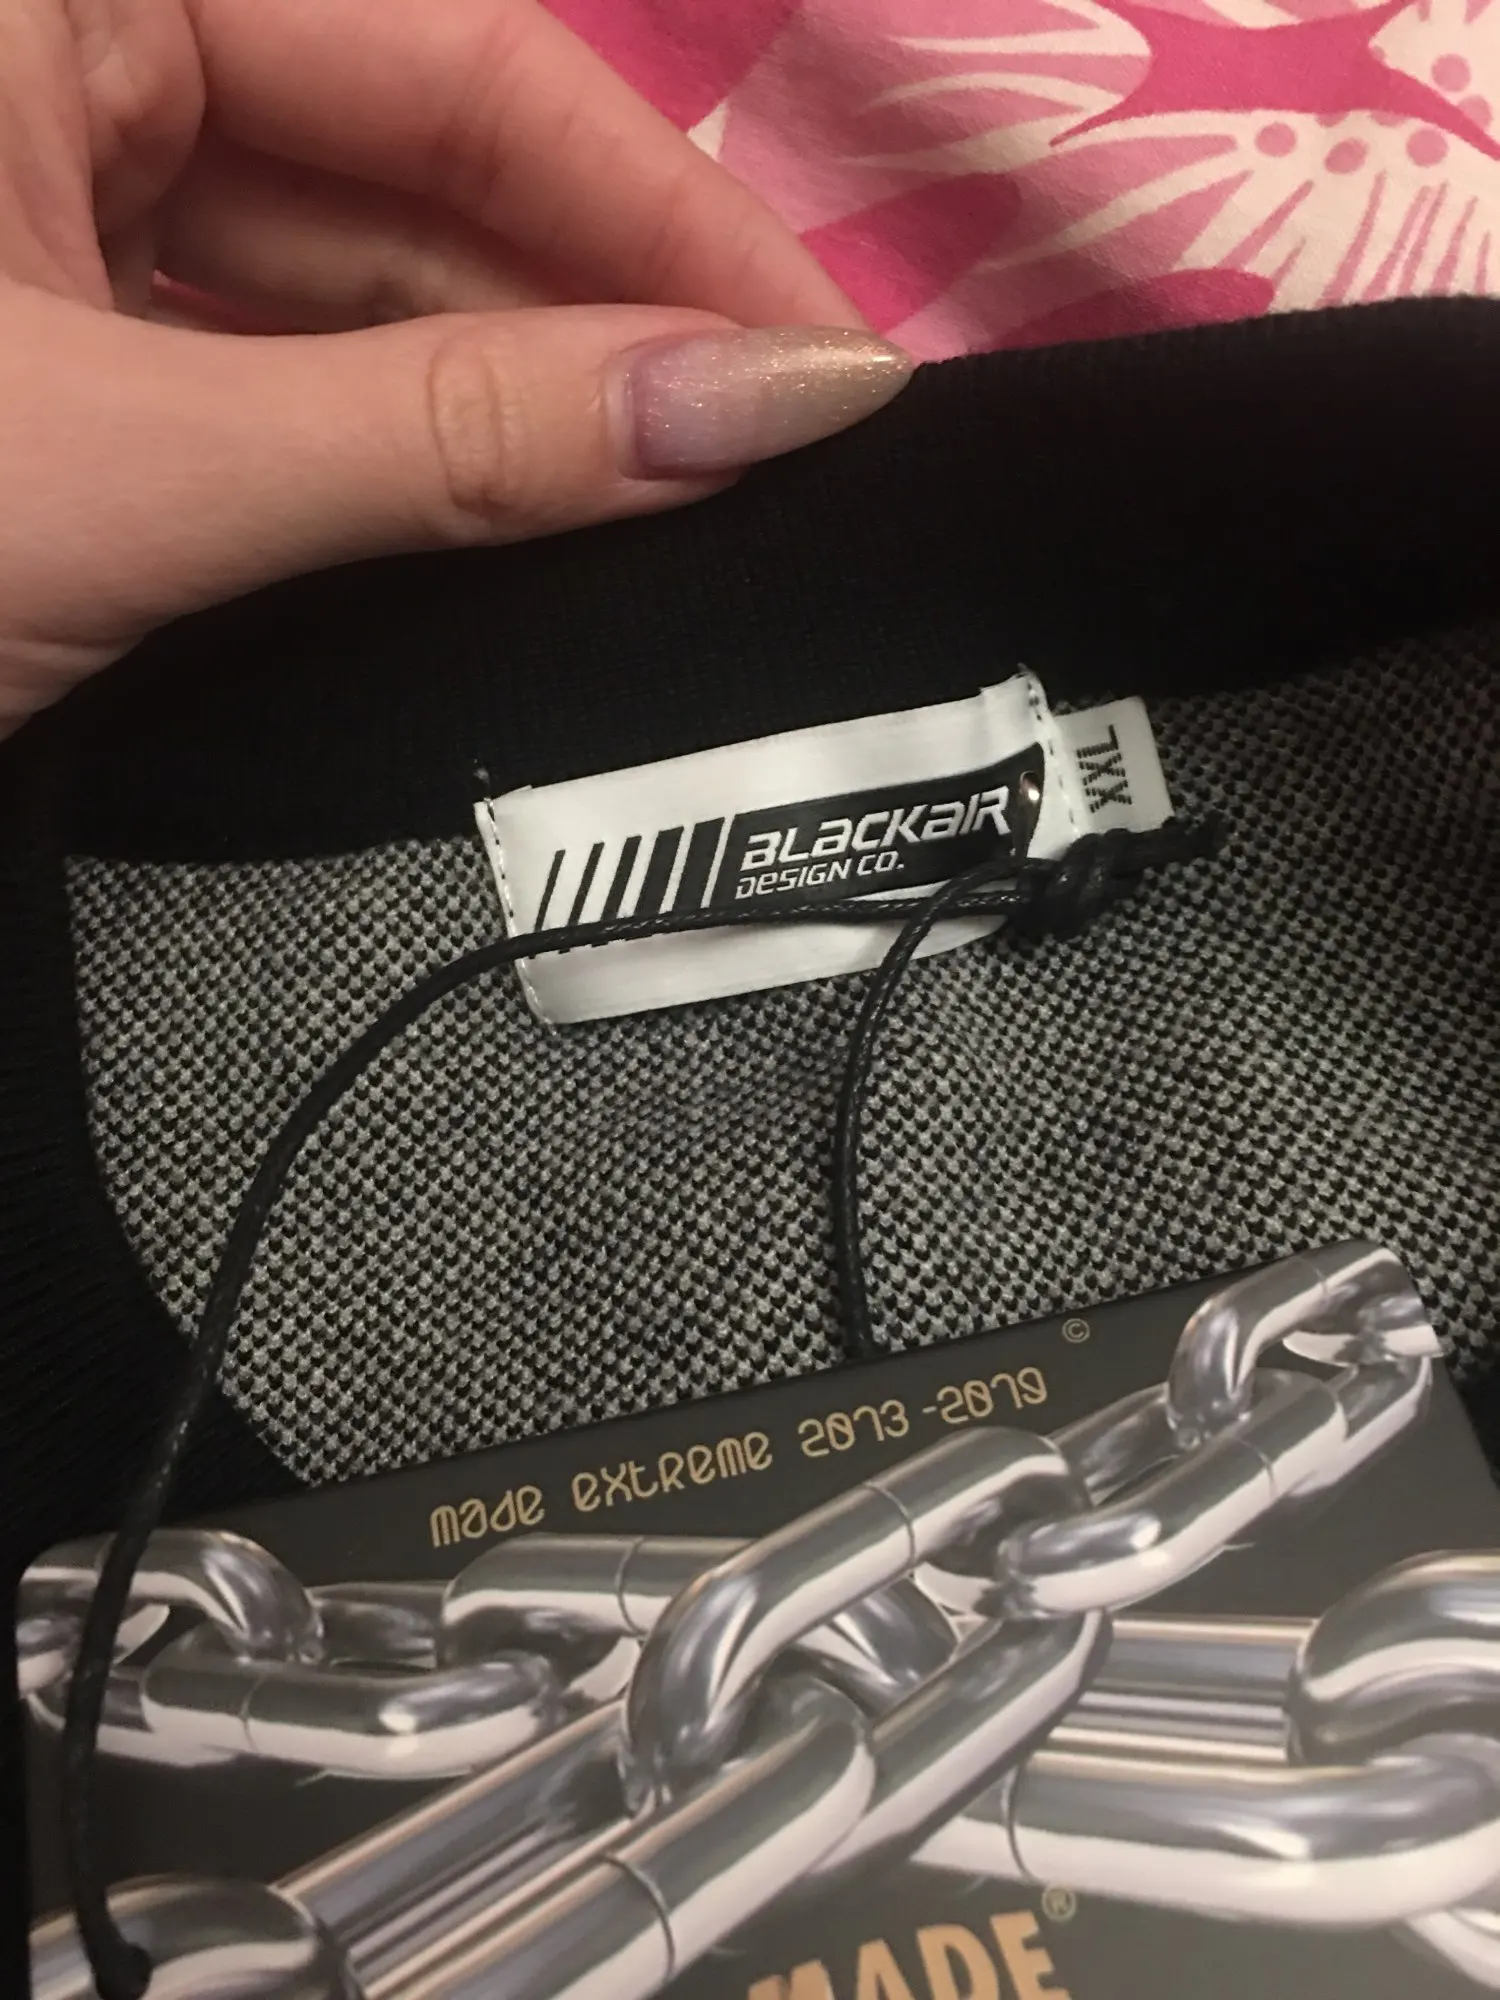 BLACKAIR
DESIGN CO.
XXL
©
made extreme 2013-2019
MADE®